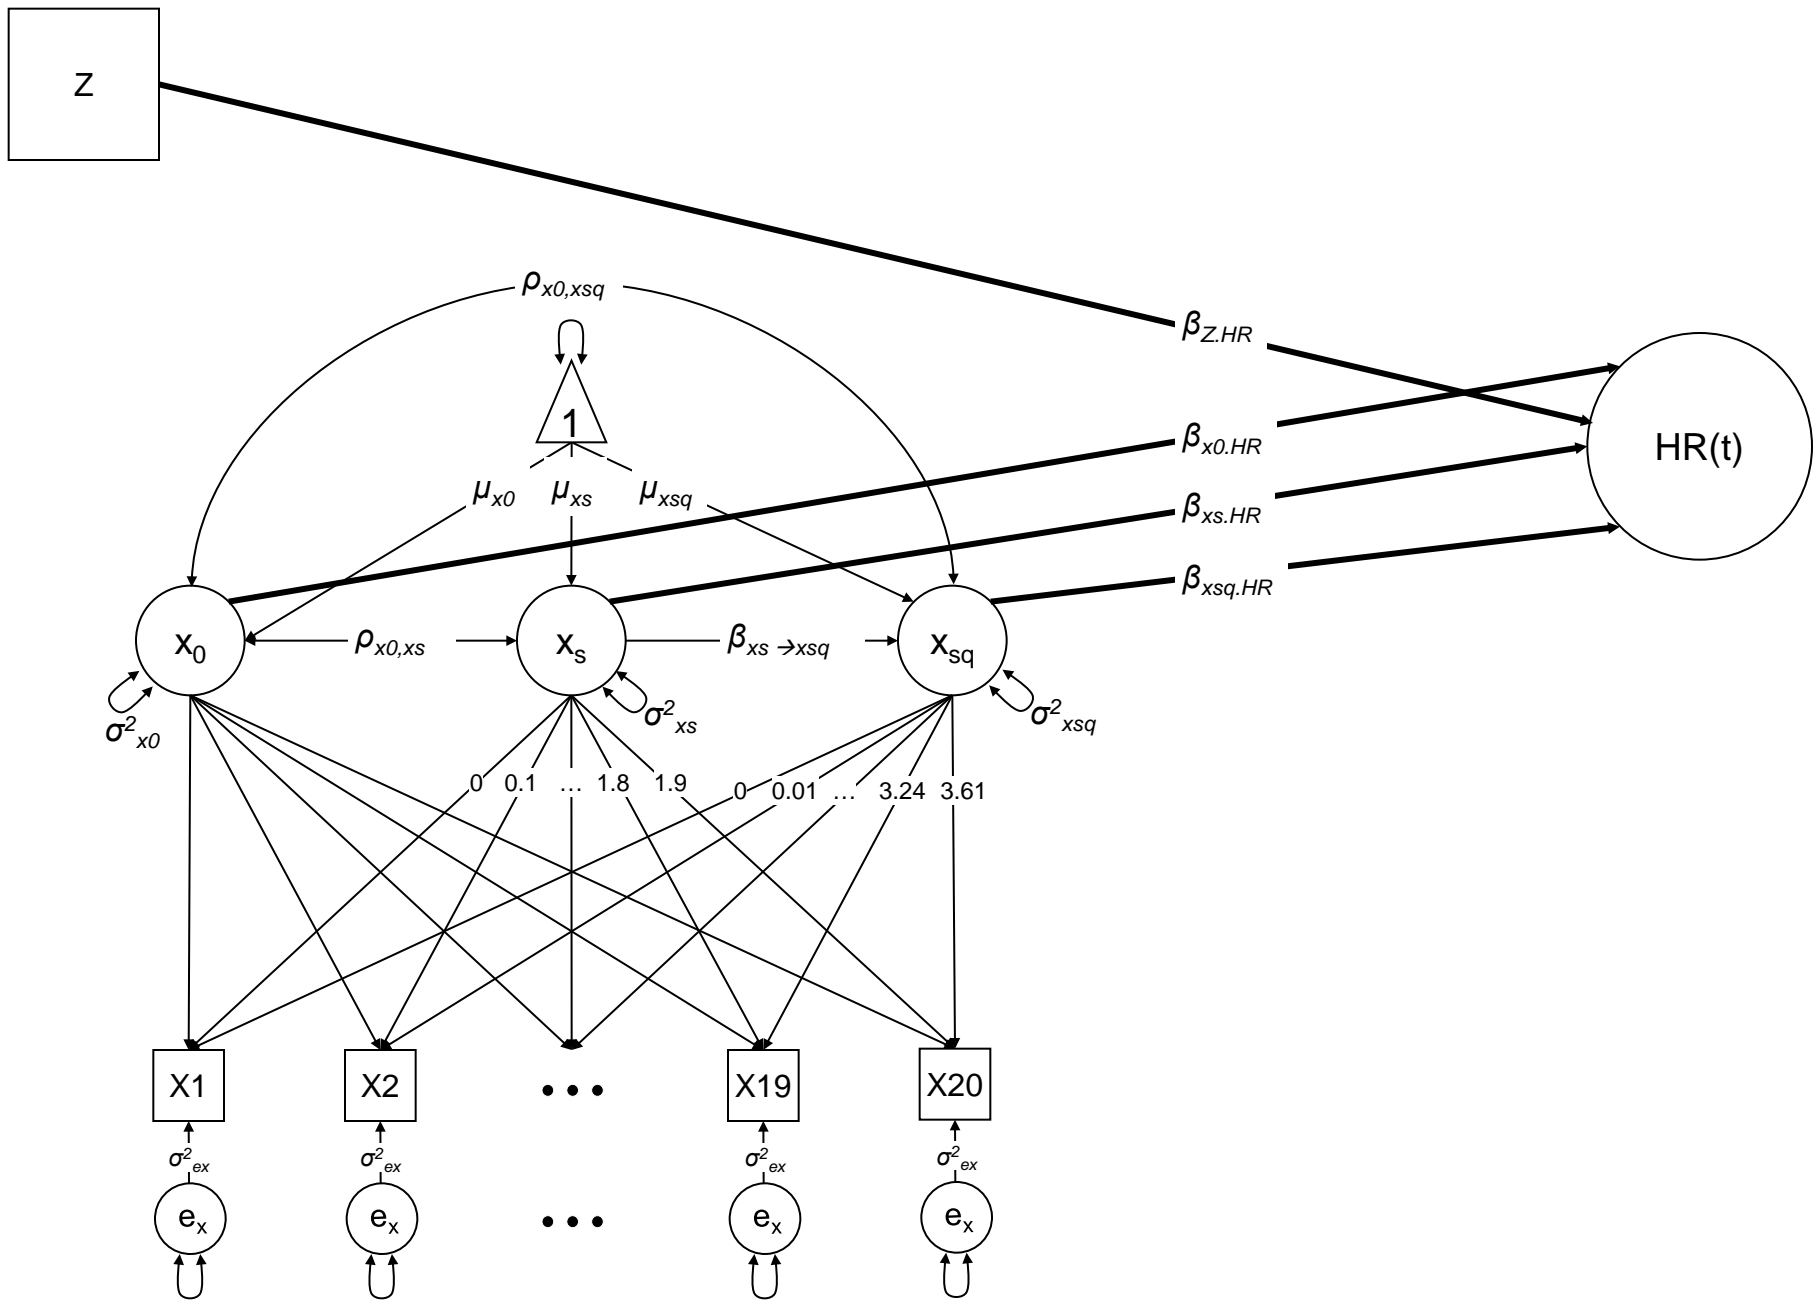 Z
ρx0,xsq
βZ.HR
1
βx0.HR
HR(t)
μx0 μxs μxsq
βxs.HR
βxsq.HR
x0 ρx0,xs xs βxs→xsq xsq
σ²x0 σ²xs σ²xsq
0 0.1 … 1.8 1.9 0 0.01 … 3.24 3.61
X1 X2 ••• X19 X20
σ²ex σ²ex σ²ex σ²ex
ex ex ••• ex ex